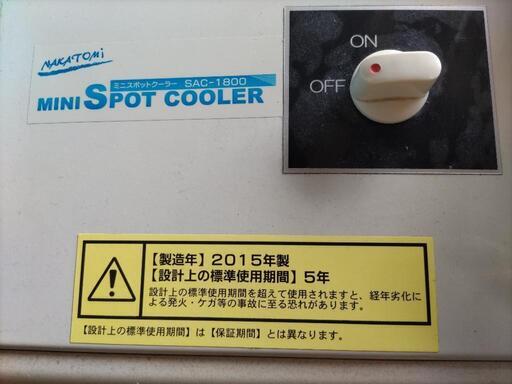 NAKATOMI
ミニスポットクーラー SAC-1800
MINI SPOT COOLER
ON
OFF
【製造年】2015年製
【設計上の標準使用期間】5年
設計上の標準使用期間を超えて使用されますと、経年劣化に
よる発火・ケガ等の事故に至る恐れがあります。
【設計上の標準使用期間】は【保証期間】とは異なります。